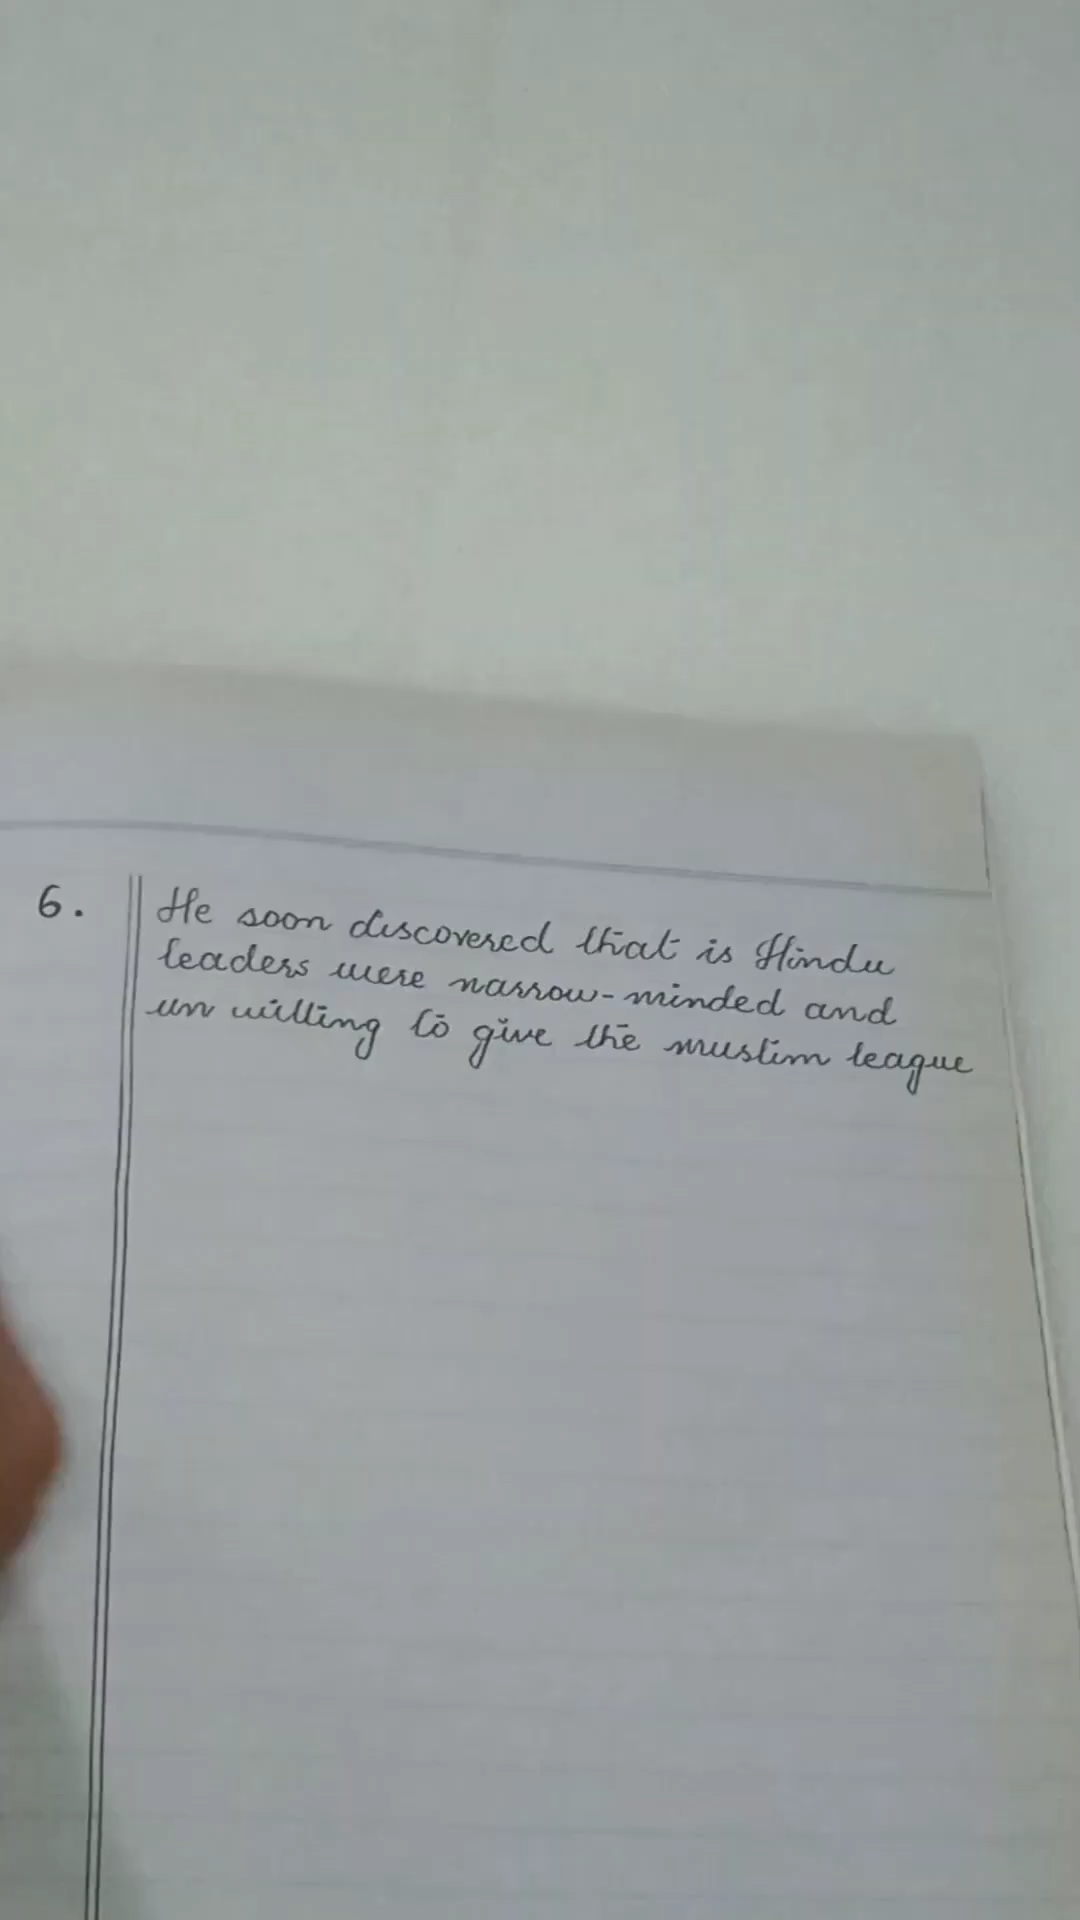 6. He soon discovered that is Hindu
leaders were narrow-minded and
un willing to give the muslim league